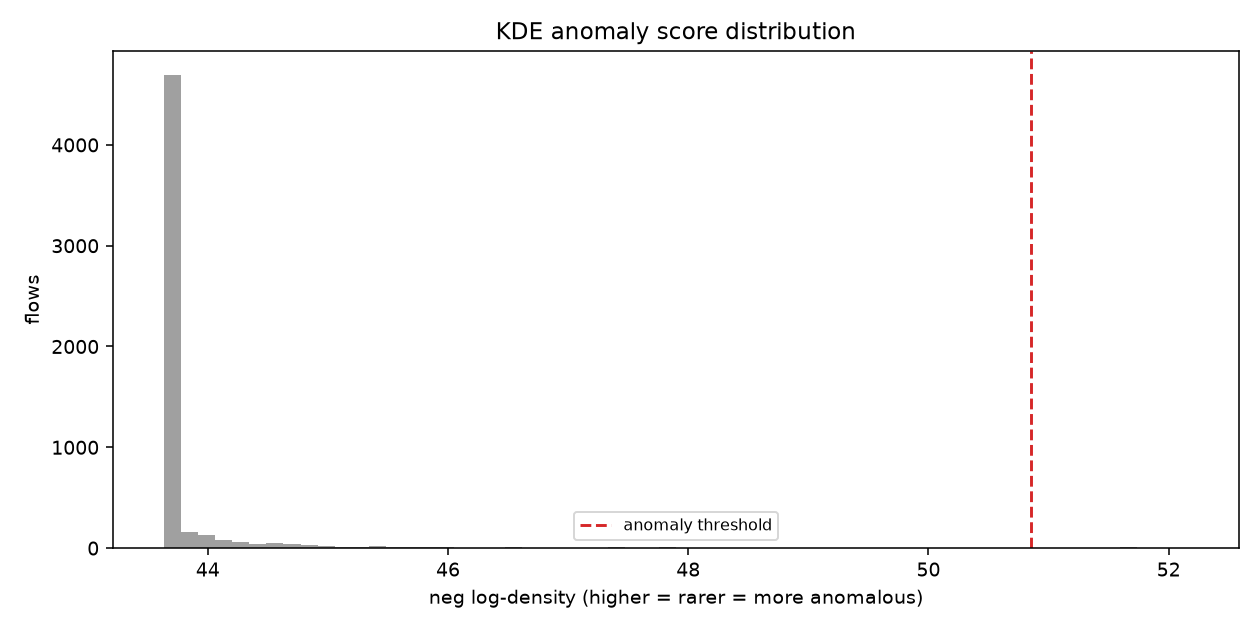 KDE anomaly score distribution
flows
4000
3000
2000
1000
0
anomaly threshold
44 46 48 50 52
neg log-density (higher = rarer = more anomalous)